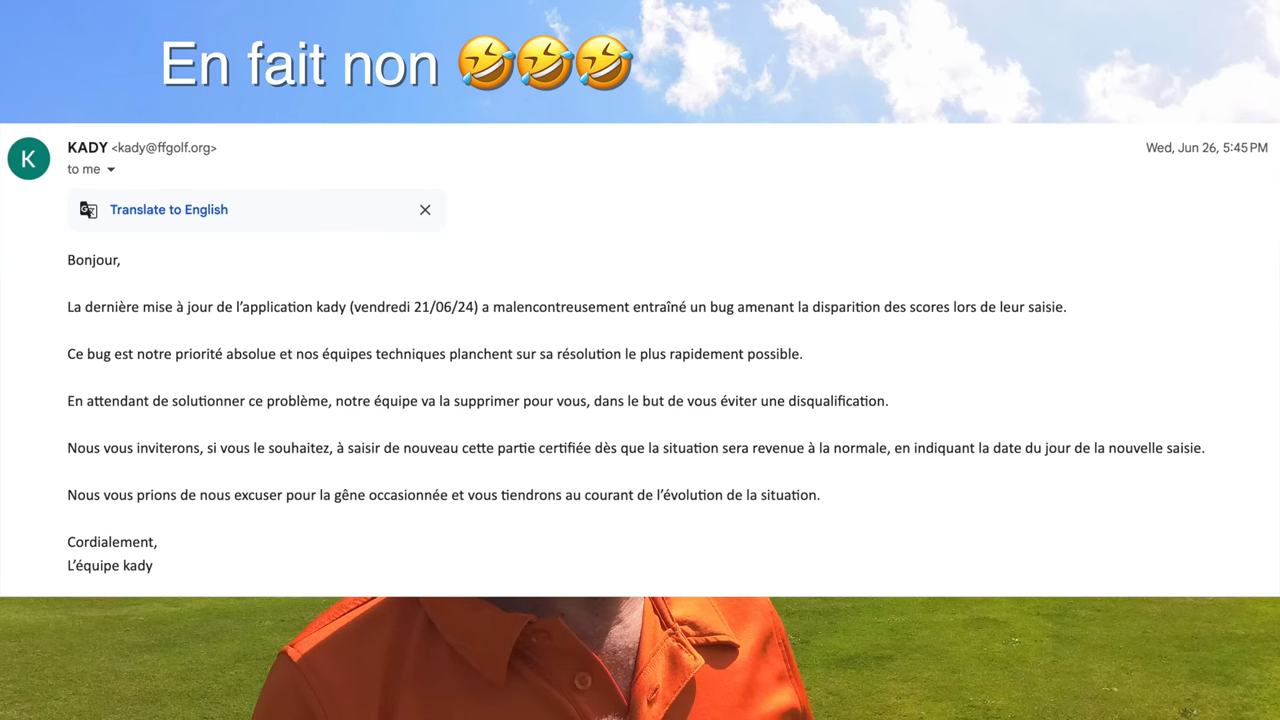 En fait non 🤣🤣🤣
K
KADY <kady@ffgolf.org>
Wed, Jun 26, 5:45 PM
to me
Translate to English
Bonjour,
La dernière mise à jour de l’application kady (vendredi 21/06/24) a malencontreusement entraîné un bug amenant la disparition des scores lors de leur saisie.
Ce bug est notre priorité absolue et nos équipes techniques planchent sur sa résolution le plus rapidement possible.
En attendant de solutionner ce problème, notre équipe va la supprimer pour vous, dans le but de vous éviter une disqualification.
Nous vous inviterons, si vous le souhaitez, à saisir de nouveau cette partie certifiée dès que la situation sera revenue à la normale, en indiquant la date du jour de la nouvelle saisie.
Nous vous prions de nous excuser pour la gêne occasionnée et vous tiendrons au courant de l’évolution de la situation.
Cordialement,
L’équipe kady